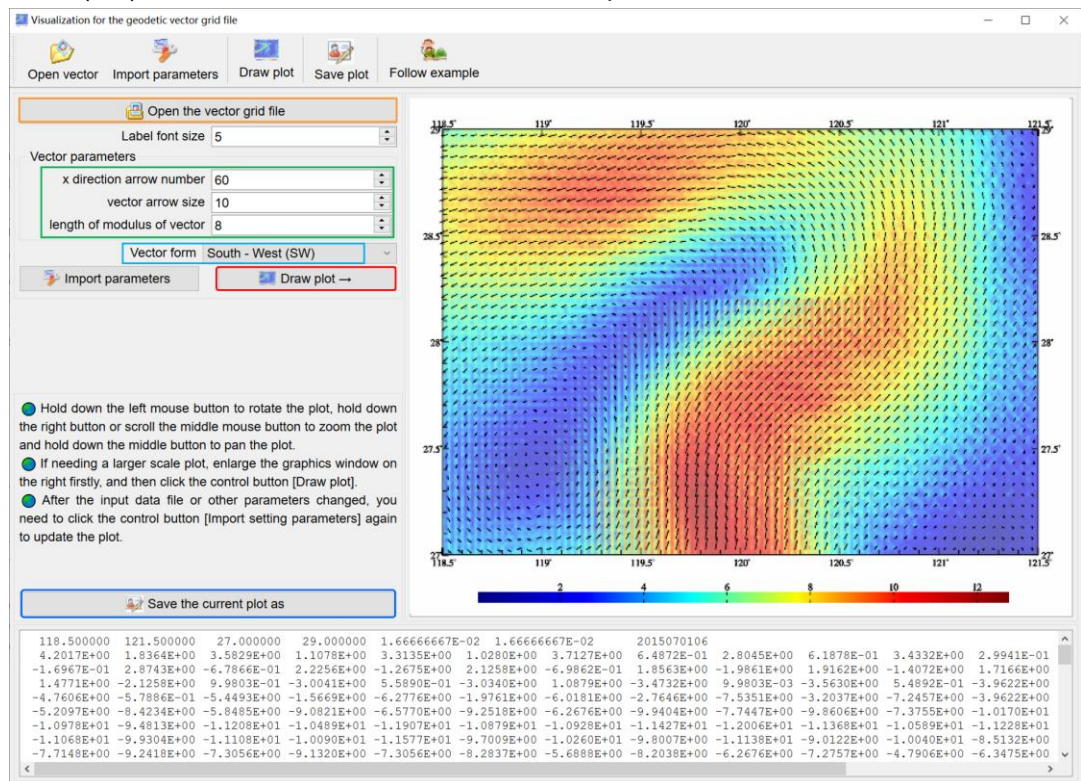 Visualization for the geodetic vector grid file
Open vector Import parameters Draw plot Save plot Follow example
Open the vector grid file
Label font size 5
Vector parameters
x direction arrow number 60
vector arrow size 10
length of modulus of vector 8
Vector form South - West (SW)
Import parameters Draw plot →
Hold down the left mouse button to rotate the plot, hold down
the right button or scroll the middle mouse button to zoom the plot
and hold down the middle button to pan the plot.
If needing a larger scale plot, enlarge the graphics window on
the right firstly, and then click the control button [Draw plot].
After the input data file or other parameters changed, you
need to click the control button [Import setting parameters] again
to update the plot.
Save the current plot as
118.5° 119° 119.5° 120° 120.5° 121° 121.5°
29° 29°
28.5° 28.5°
28° 28°
27.5° 27.5°
27° 27°
118.5° 119° 119.5° 120° 120.5° 121° 121.5°
2 4 6 8 10 12
118.500000 121.500000 27.000000 29.000000 1.66666667E-02 1.66666667E-02 2015070106
4.2017E+00 1.8364E+00 3.5829E+00 1.1078E+00 3.3135E+00 1.0280E+00 3.7127E+00 6.4872E-01 2.8045E+00 6.1878E-01 3.4332E+00 2.9941E-01
-1.6967E-01 2.8743E+00 -6.7866E-01 2.2256E+00 -1.2675E+00 2.1258E+00 -6.9862E-01 1.8563E+00 -1.9861E+00 1.9162E+00 -1.4072E+00 1.7166E+00
1.4771E+00 -2.1258E+00 9.9803E-01 -3.0041E+00 5.5890E-01 -3.0340E+00 1.0879E+00 -3.4732E+00 9.9803E-03 -3.5630E+00 5.4892E-01 -3.9622E+00
-4.7606E+00 -5.7886E-01 -5.4493E+00 -1.5669E+00 -6.2776E+00 -1.9761E+00 -6.0181E+00 -2.7646E+00 -7.5351E+00 -3.2037E+00 -7.2457E+00 -3.9622E+00
-5.2097E+00 -8.4234E+00 -5.8485E+00 -9.0821E+00 -6.5770E+00 -9.2518E+00 -6.2676E+00 -9.9404E+00 -7.7447E+00 -9.8606E+00 -7.3755E+00 -1.0170E+01
-1.0978E+01 -9.4813E+00 -1.1208E+01 -1.0489E+01 -1.1907E+01 -1.0879E+01 -1.0928E+01 -1.1427E+01 -1.2006E+01 -1.1368E+01 -1.0589E+01 -1.1228E+01
-1.1068E+01 -9.9304E+00 -1.1108E+01 -1.0090E+01 -1.1577E+01 -9.7009E+00 -1.0260E+01 -9.8007E+00 -1.1138E+01 -9.0122E+00 -1.0040E+01 -8.5132E+00
-7.7148E+00 -9.2418E+00 -7.3056E+00 -9.1320E+00 -7.3056E+00 -8.2837E+00 -5.6888E+00 -8.2038E+00 -6.2676E+00 -7.2757E+00 -4.7906E+00 -6.3475E+00